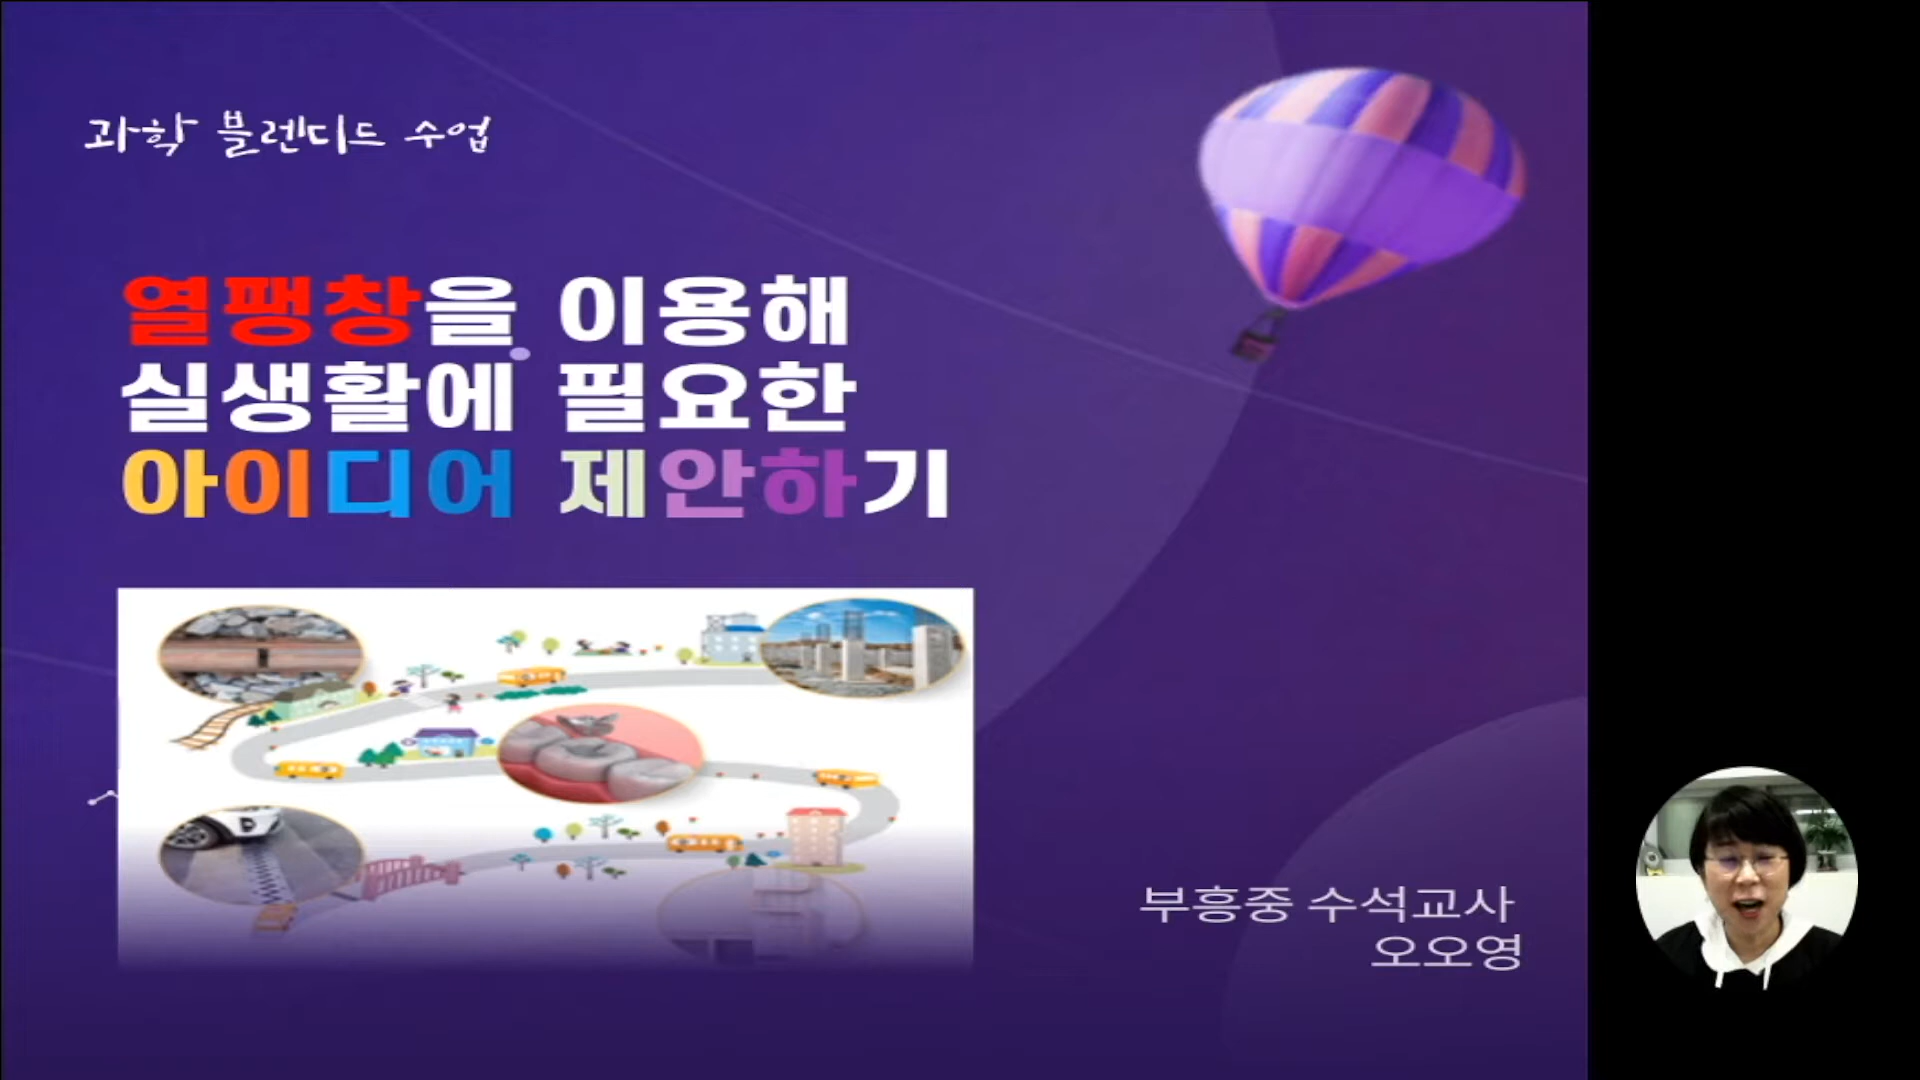 과학 블렌디드 수업
열팽창을 이용해
실생활에 필요한
아이디어 제안하기
부흥중 수석교사
오오영